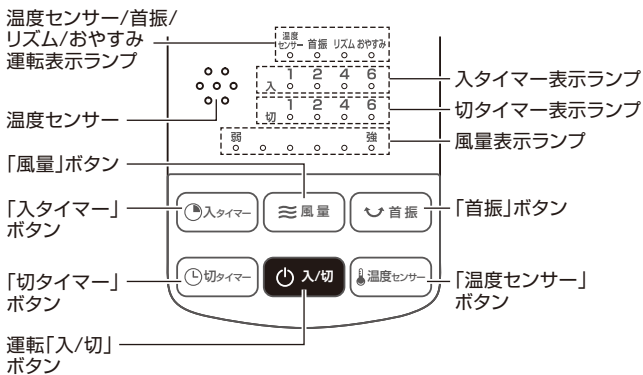 温度センサー/首振/
リズム/おやすみ
運転表示ランプ
温度
センサー 首振 リズム おやすみ
1 2 4 6
入
入タイマー表示ランプ
1 2 4 6
切
切タイマー表示ランプ
温度センサー
弱 強
風量表示ランプ
「風量」ボタン
「入タイマー」
ボタン
入タイマー
風量
首振
「首振」ボタン
「切タイマー」
ボタン
切タイマー
入/切
温度センサー
「温度センサー」
ボタン
運転「入/切」
ボタン